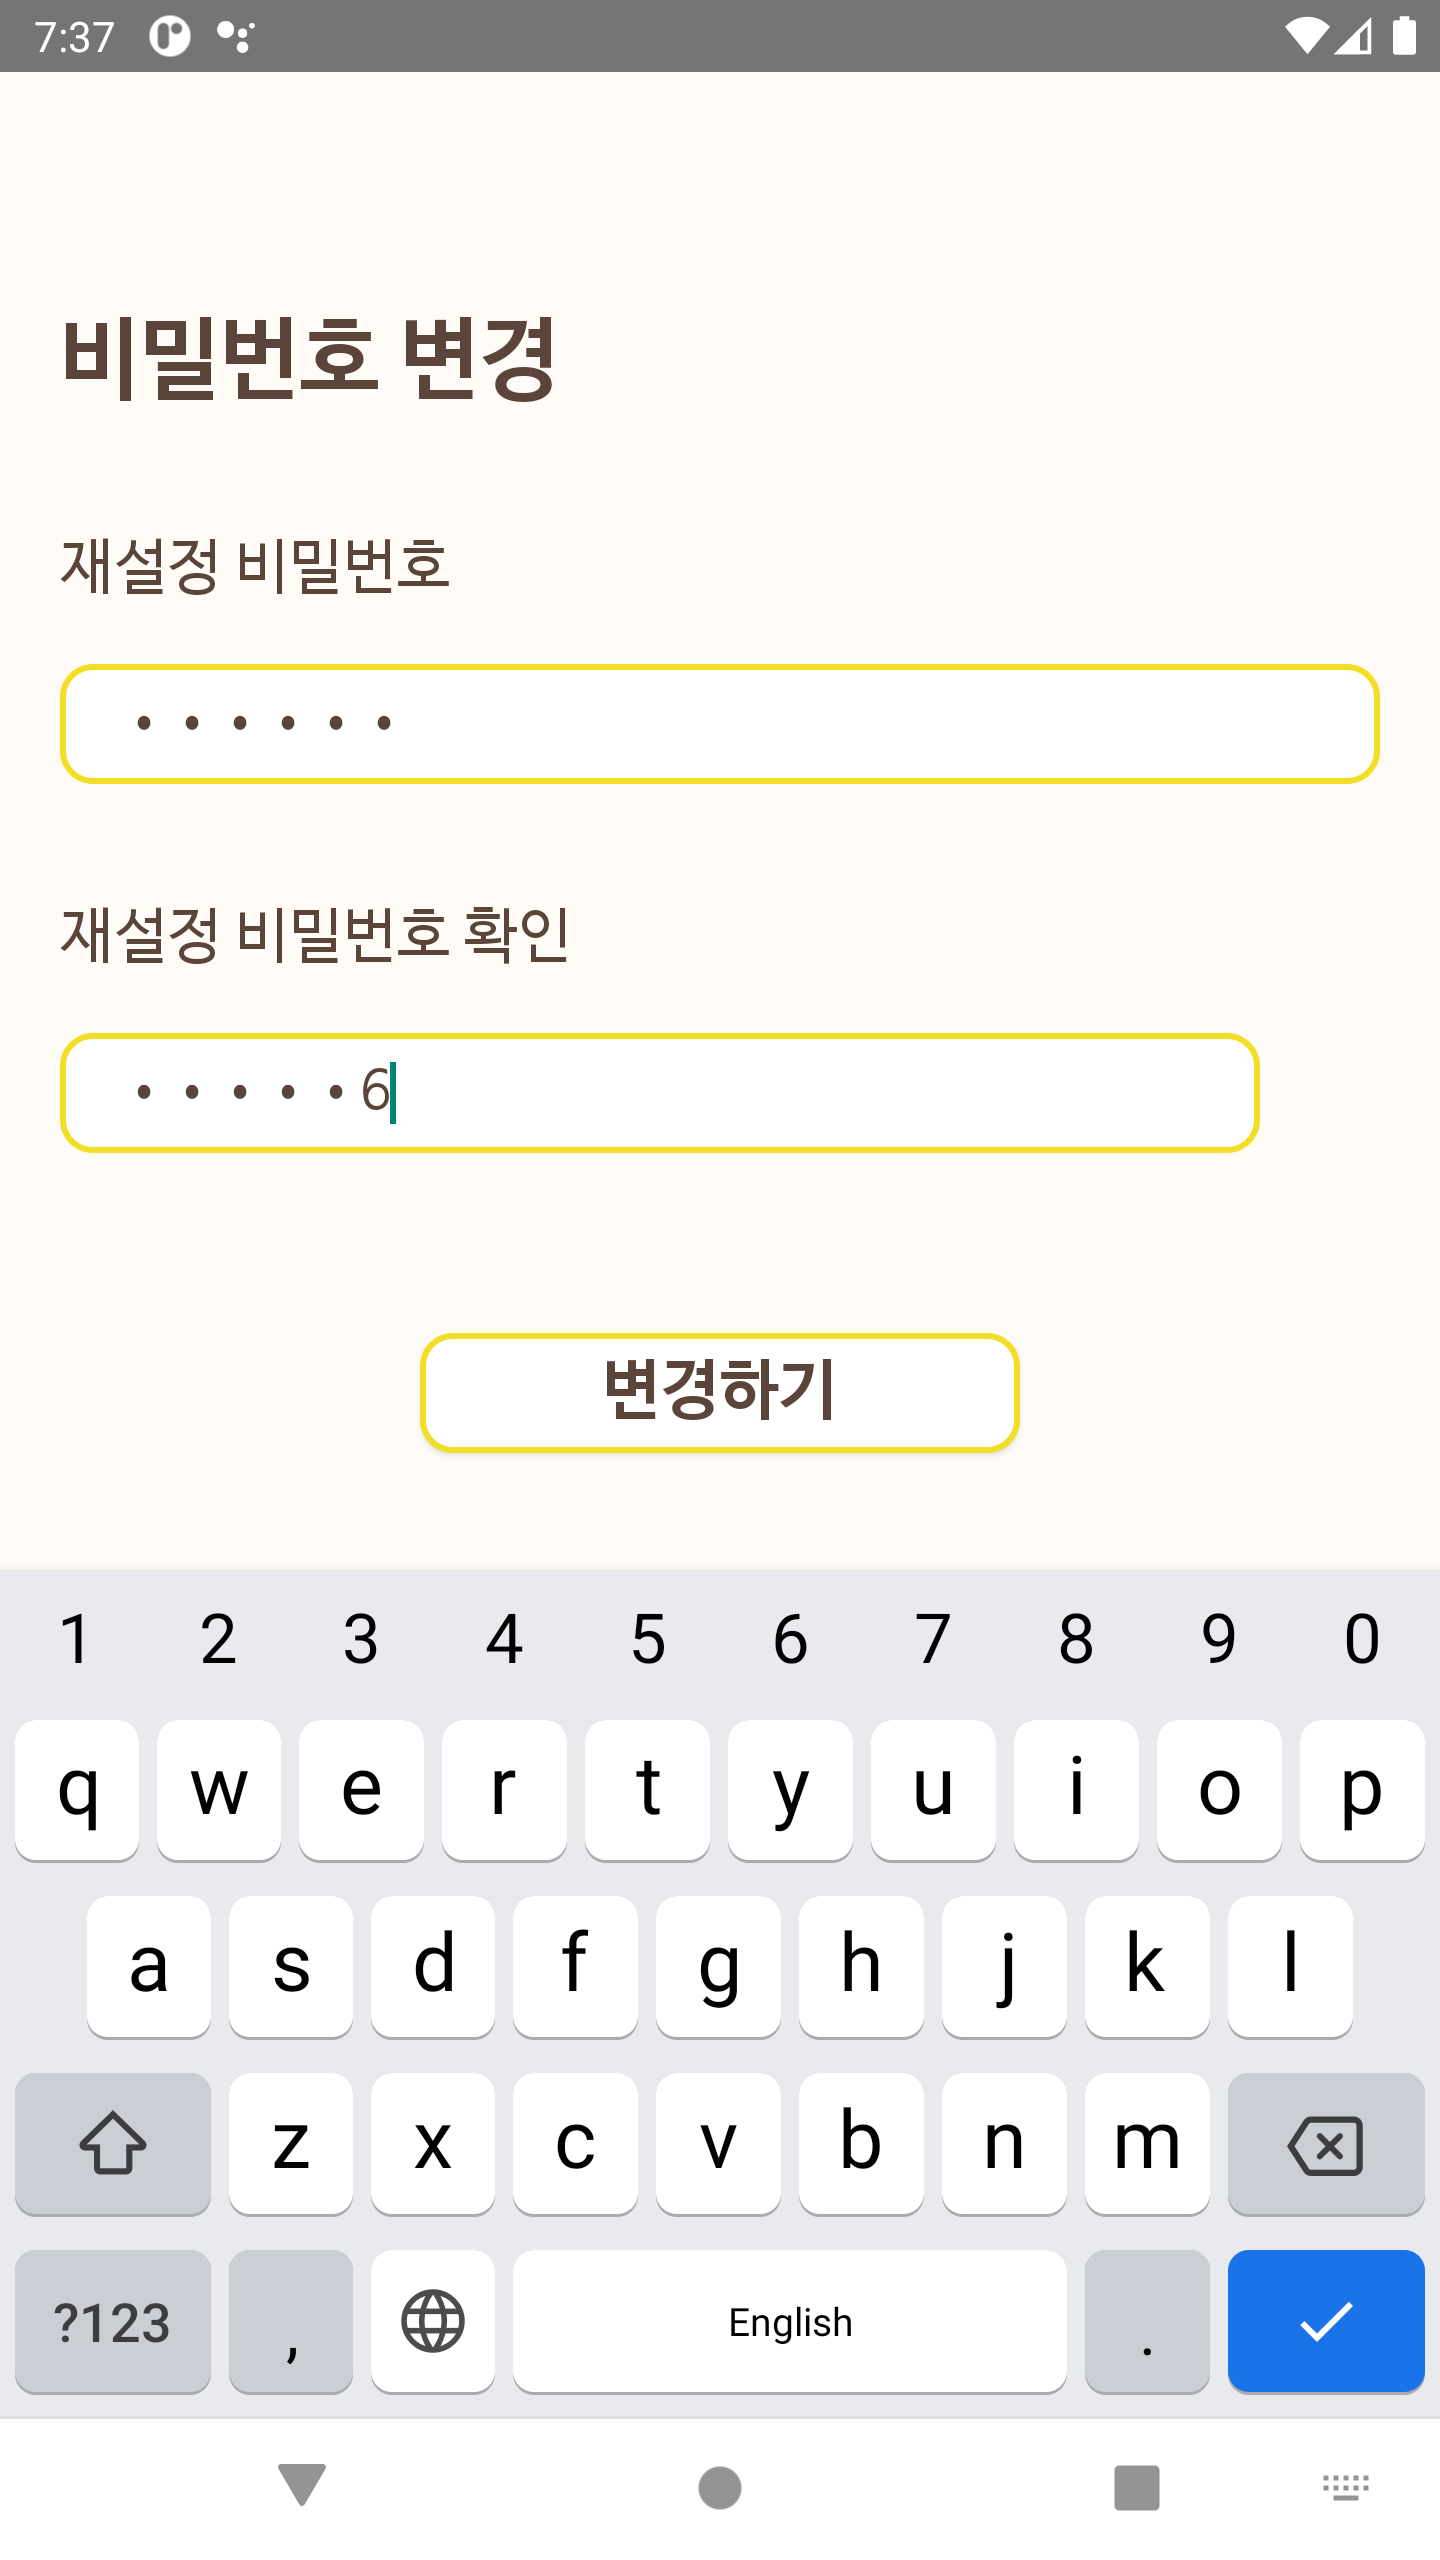 7:37
비밀번호 변경
재설정 비밀번호
••••••
재설정 비밀번호 확인
•••••6
변경하기
1 2 3 4 5 6 7 8 9 0
q w e r t y u i o p
a s d f g h j k l
z x c v b n m
?123 , English .